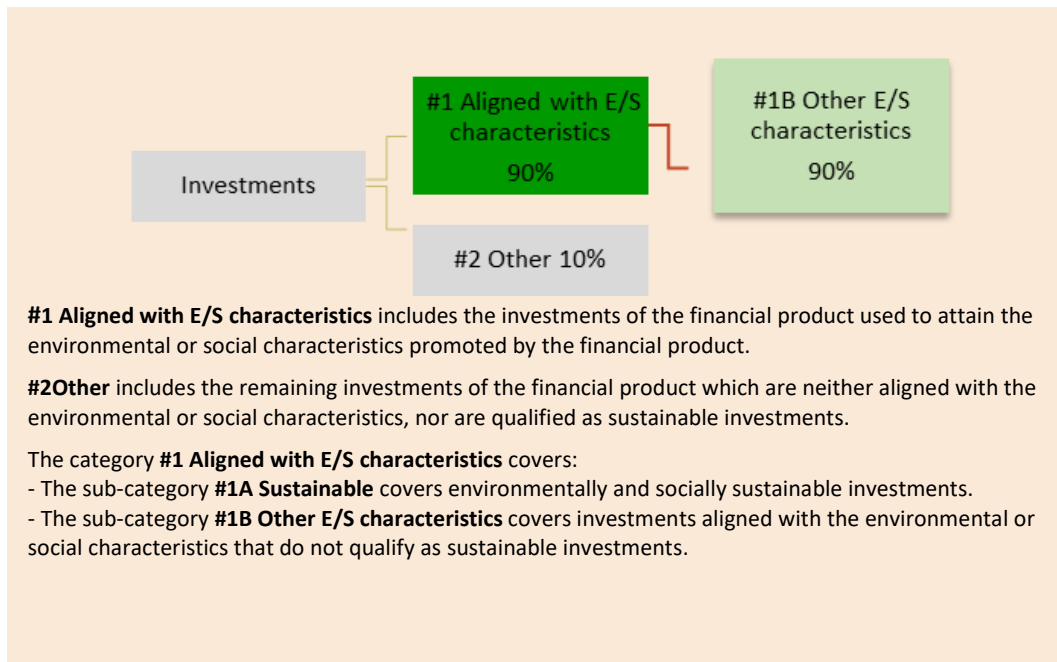 #1 Aligned with E/S
characteristics
90%
#1B Other E/S
characteristics
90%
Investments
#2 Other 10%
#1 Aligned with E/S characteristics includes the investments of the financial product used to attain the
environmental or social characteristics promoted by the financial product.
#2Other includes the remaining investments of the financial product which are neither aligned with the
environmental or social characteristics, nor are qualified as sustainable investments.
The category #1 Aligned with E/S characteristics covers:
- The sub-category #1A Sustainable covers environmentally and socially sustainable investments.
- The sub-category #1B Other E/S characteristics covers investments aligned with the environmental or
social characteristics that do not qualify as sustainable investments.